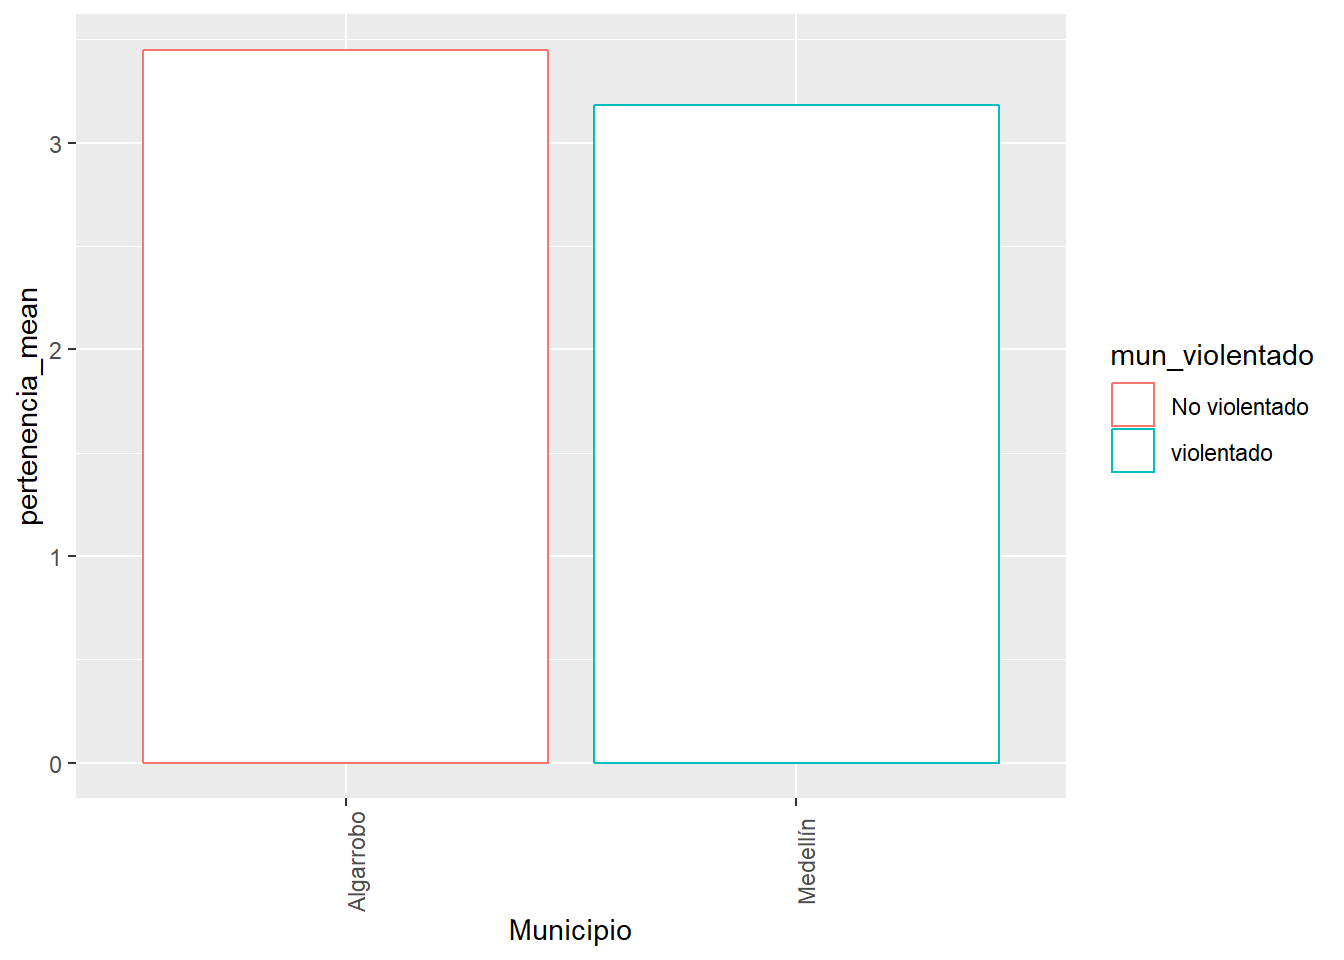 pertenencia_mean
3
2
1
0
Algarrobo
Medellín
Municipio
mun_violentado
No violentado
violentado